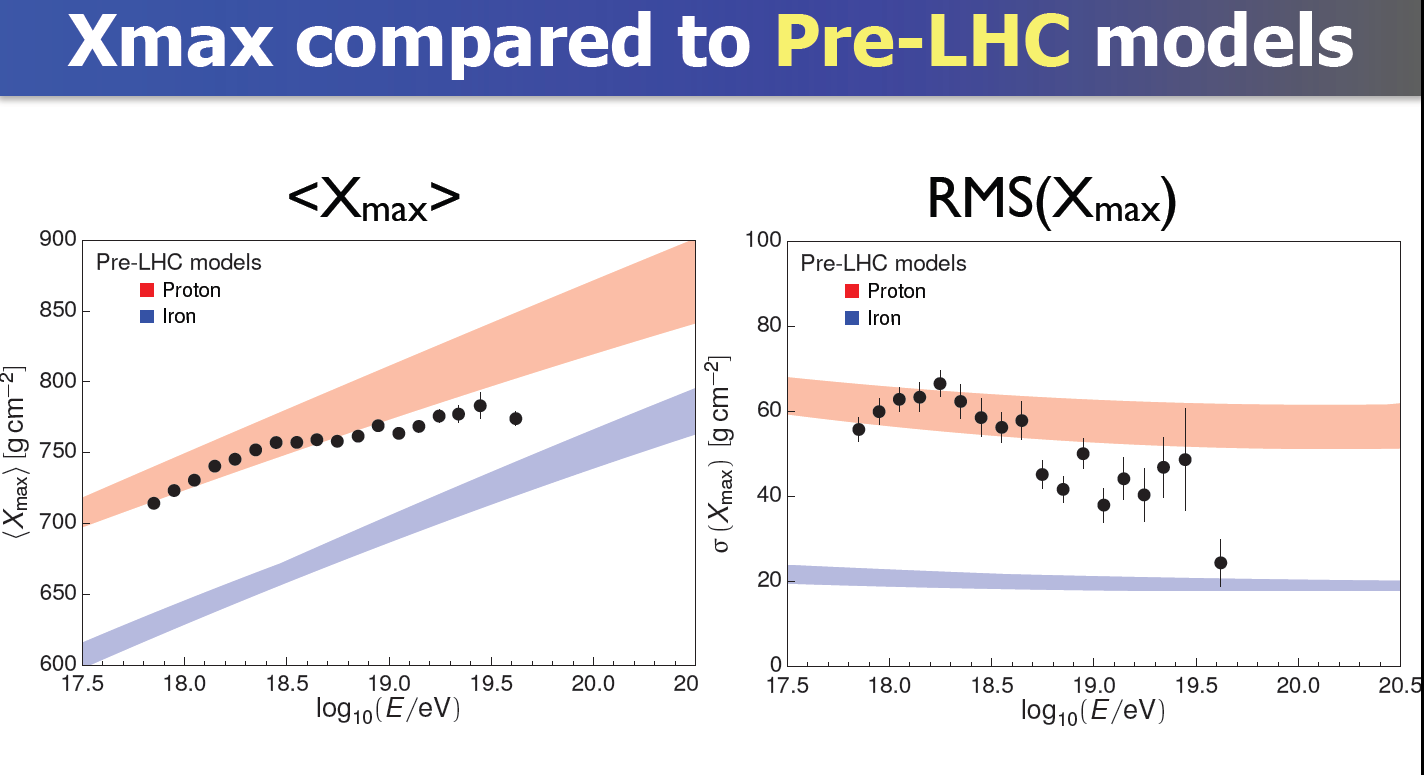 Xmax compared to Pre-LHC models
<Xmax>
RMS(Xmax)
900
850
800
750
700
650
600
Pre-LHC models
Proton
Iron
⟨Xmax⟩ [g cm−2]
17.5 18.0 18.5 19.0 19.5 20.0 20
log10(E/eV)
100
80
60
40
20
0
Pre-LHC models
Proton
Iron
σ (Xmax) [g cm−2]
17.5 18.0 18.5 19.0 19.5 20.0 20.5
log10(E/eV)